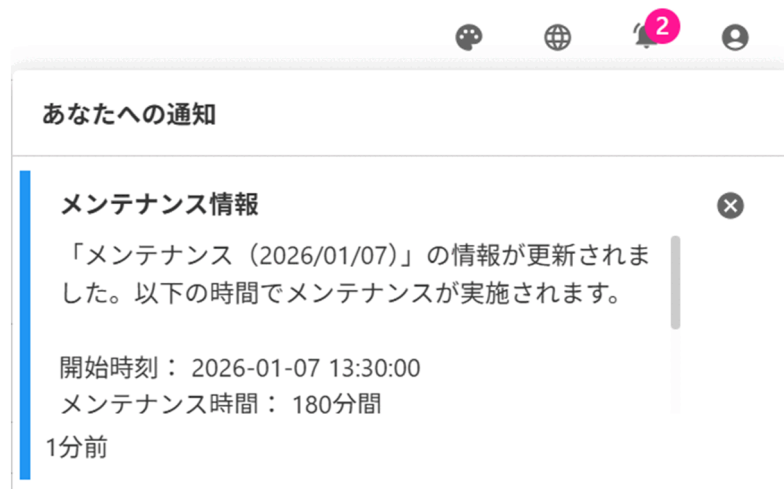 2
あなたへの通知
メンテナンス情報
「メンテナンス（2026/01/07）」の情報が更新されま
した。以下の時間でメンテナンスが実施されます。
開始時刻： 2026-01-07 13:30:00
メンテナンス時間： 180分間
1分前